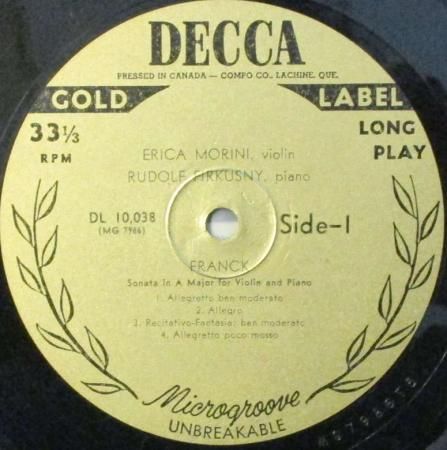 DECCA
PRESSED IN CANADA — COMPO CO., LACHINE, QUE.
GOLD LABEL
33 1/3 RPM
LONG PLAY
ERICA MORINI, violin
RUDOLF FIRKUSNY, piano
DL 10,038
(MG 7986)
Side-1
FRANCK
Sonata in A Major for Violin and Piano
1. Allegretto ben moderato
2. Allegro
3. Recitativo-Fantasia: ben moderato
4. Allegretto poco mosso
Microgroove
UNBREAKABLE